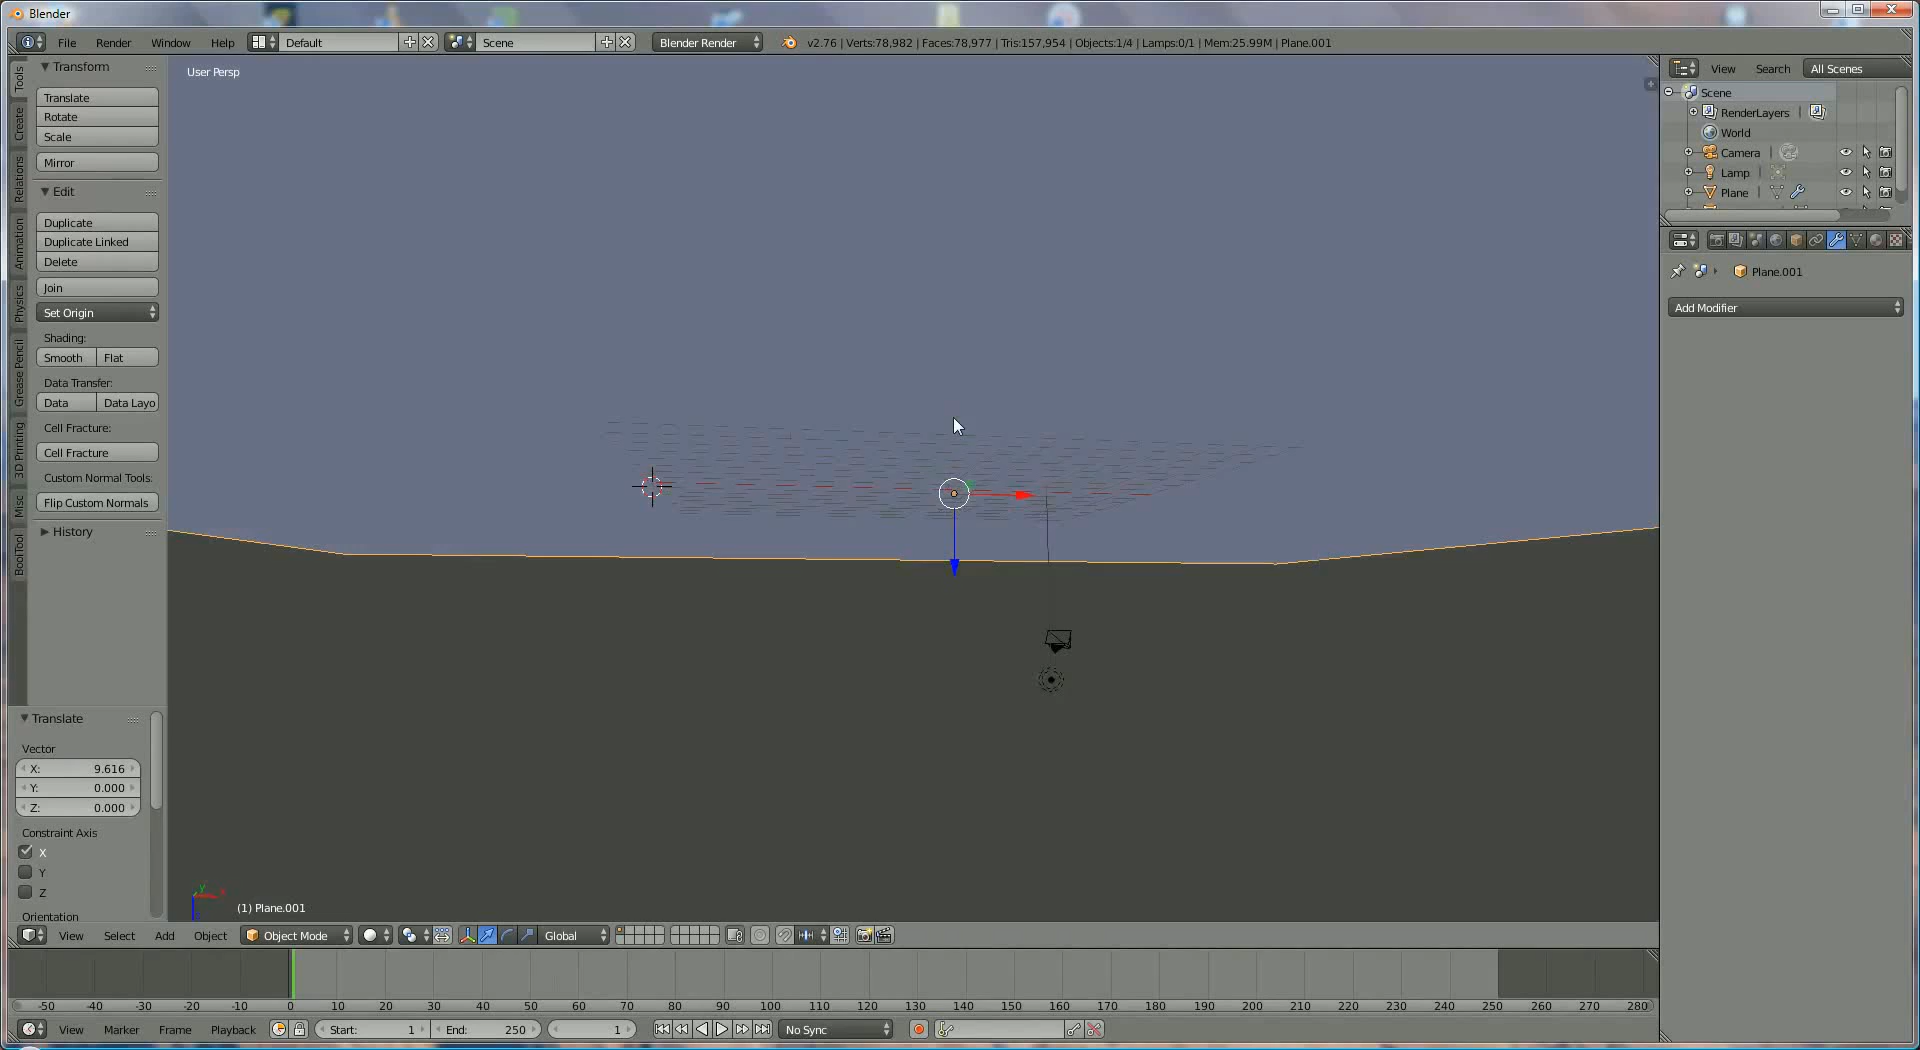 Blender
File Render Window Help Default Scene Blender Render v2.76 | Verts:78,982 | Faces:78,977 | Tris:157,954 | Objects:1/4 | Lamps:0/1 | Mem:25.99M | Plane.001
Tools
Create
Relations
Animation
Physics
Grease Pencil
3D Printing
Misc
BoolTool
Transform
Translate
Rotate
Scale
Mirror
Edit
Duplicate
Duplicate Linked
Delete
Join
Set Origin
Shading:
Smooth Flat
Data Transfer:
Data Data Layo
Cell Fracture:
Cell Fracture
Custom Normal Tools:
Flip Custom Normals
History
Translate
Vector
X: 9.616
Y: 0.000
Z: 0.000
Constraint Axis
X
Y
Z
Orientation
User Persp
y x
(1) Plane.001
View Select Add Object Object Mode Global
-50 -40 -30 -20 -10 0 10 20 30 40 50 60 70 80 90 100 110 120 130 140 150 160 170 180 190 200 210 220 230 240 250 260 270 280
View Marker Frame Playback Start: 1 End: 250 1 No Sync
View Search All Scenes
Scene
RenderLayers
World
Camera
Lamp
Plane
Plane.001
Add Modifier